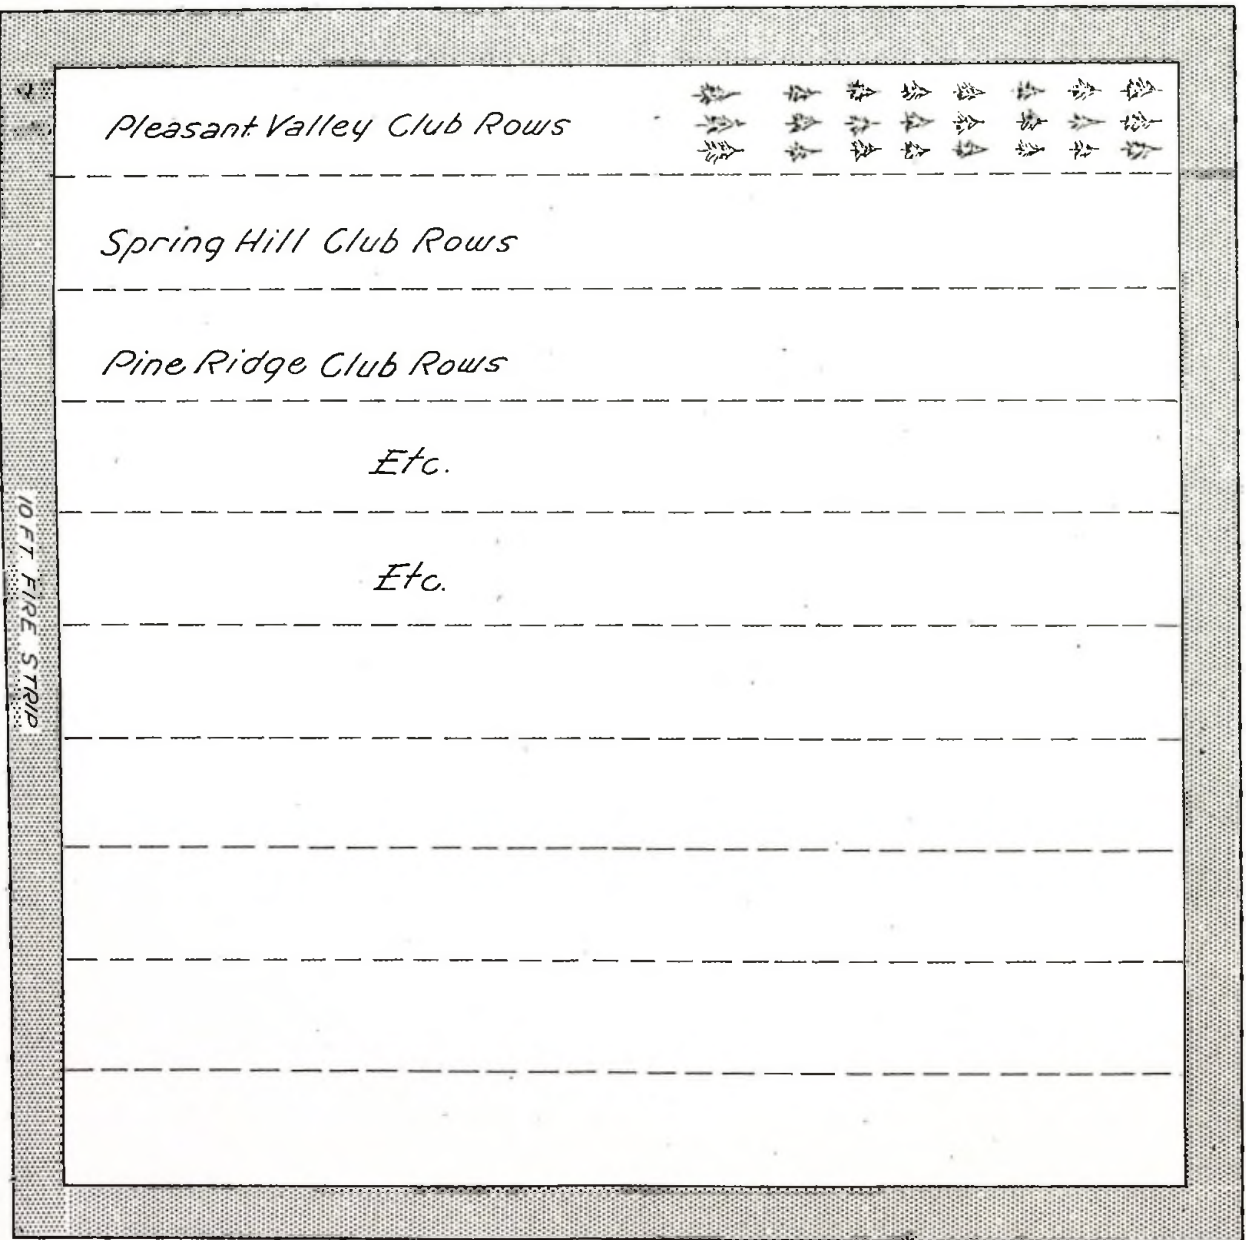 Pleasant Valley Club Rows
Spring Hill Club Rows
Pine Ridge Club Rows
Etc.
Etc.
10 FT. FIRE STRIP